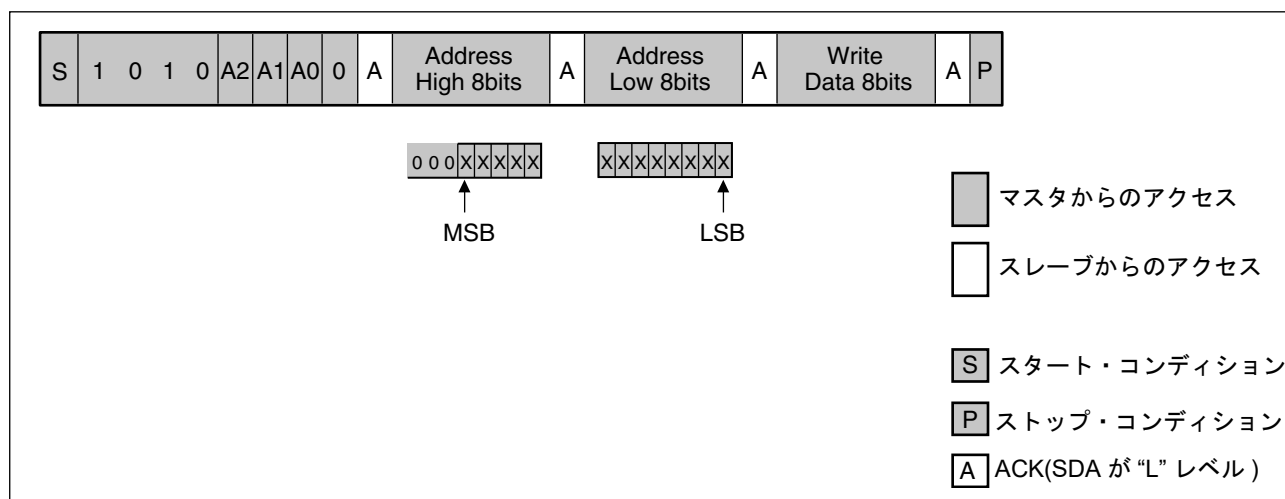 S 1 0 1 0 A2 A1 A0 0 A Address High 8bits A Address Low 8bits A Write Data 8bits A P
0 0 0 X X X X X X X X X X X X X
MSB LSB
マスタからのアクセス
スレーブからのアクセス
S スタート・コンディション
P ストップ・コンディション
A ACK(SDA が “L” レベル )